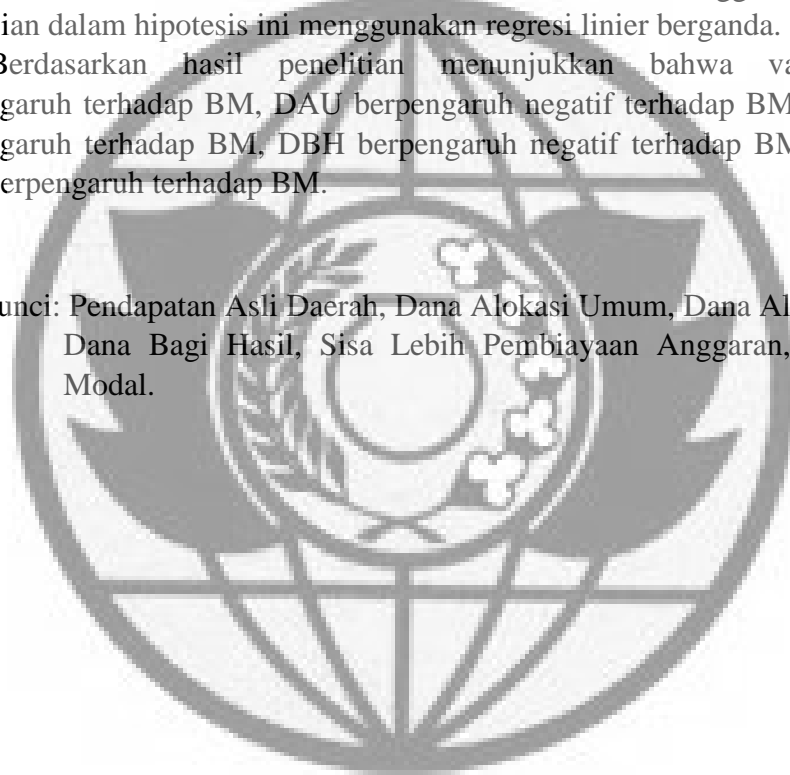 ian dalam hipotesis ini menggunakan regresi linier berganda.
Berdasarkan hasil penelitian menunjukkan bahwa va
garuh terhadap BM, DAU berpengaruh negatif terhadap BM
garuh terhadap BM, DBH berpengaruh negatif terhadap BM
erpengaruh terhadap BM.
unci: Pendapatan Asli Daerah, Dana Alokasi Umum, Dana Al
Dana Bagi Hasil, Sisa Lebih Pembiayaan Anggaran,
Modal.